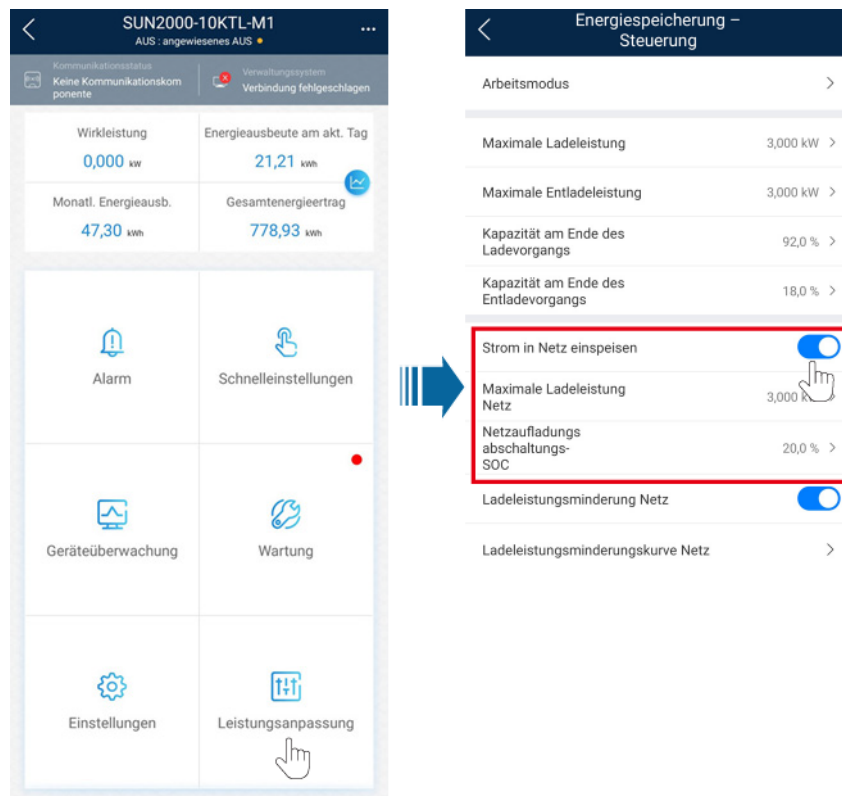 SUN2000-10KTL-M1
AUS : angewiesenes AUS
Kommunikationsstatus
Keine Kommunikationskom
ponente
Verwaltungssystem
Verbindung fehlgeschlagen
Wirkleistung
0,000 kW
Energieausbeute am akt. Tag
21,21 kWh
Monatl. Energieausb.
47,30 kWh
Gesamtenergieertrag
778,93 kWh
Alarm
Schnelleinstellungen
Geräteüberwachung
Wartung
Einstellungen
Leistungsanpassung
Energiespeicherung –
Steuerung
Arbeitsmodus
Maximale Ladeleistung
3,000 kW
Maximale Entladeleistung
3,000 kW
Kapazität am Ende des
Ladevorgangs
92,0 %
Kapazität am Ende des
Entladevorgangs
18,0 %
Strom in Netz einspeisen
Maximale Ladeleistung
Netz
3,000
Netzaufladungs
abschaltungs-
SOC
20,0 %
Ladeleistungsminderung Netz
Ladeleistungsminderungskurve Netz